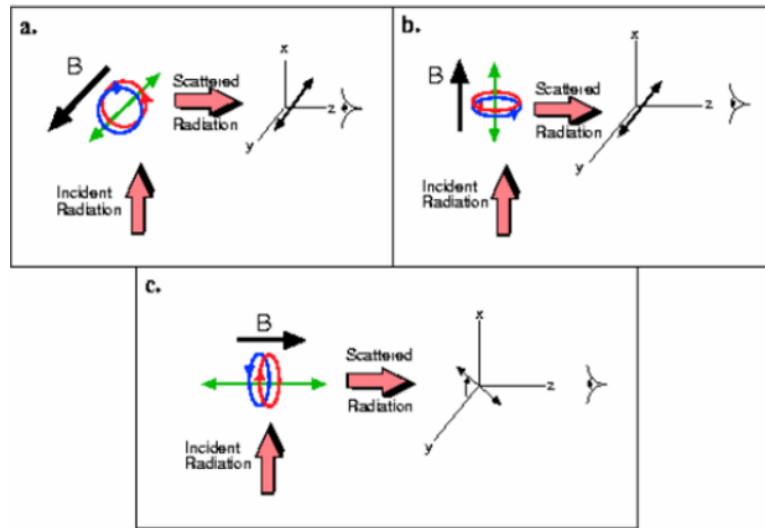 a.
B
Scattered
Radiation
x
z
y
Incident
Radiation
b.
B
Scattered
Radiation
x
z
y
Incident
Radiation
c.
B
Scattered
Radiation
x
z
y
Incident
Radiation